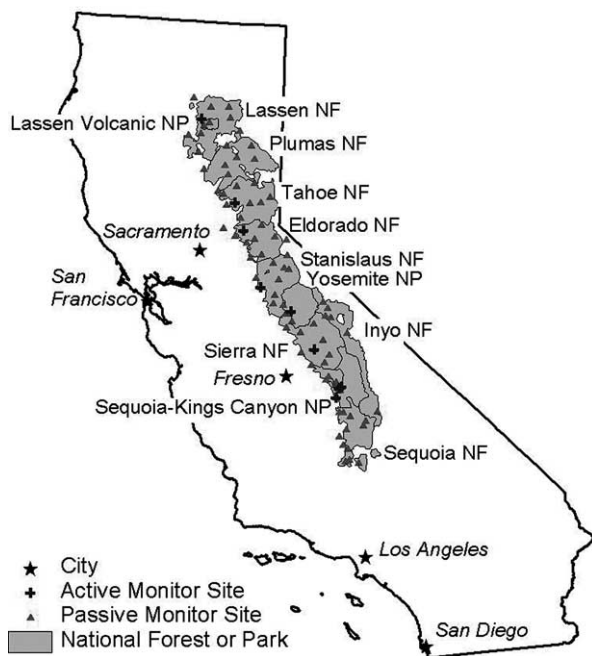 Lassen NF
Lassen Volcanic NP
Plumas NF
Tahoe NF
Eldorado NF
Sacramento
Stanislaus NF
Yosemite NP
San
Francisco
Inyo NF
Sierra NF
Fresno
Sequoia-Kings Canyon NP
Sequoia NF
Los Angeles
City
Active Monitor Site
Passive Monitor Site
National Forest or Park
San Diego